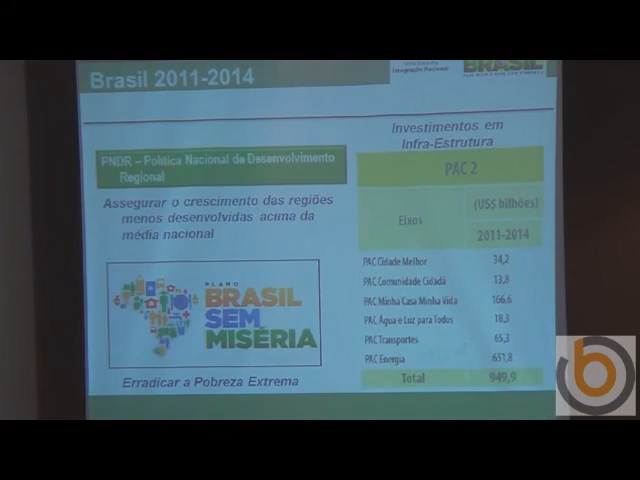 Brasil 2011-2014
Integração Nacional
BRASIL
PNDR – Política Nacional de Desenvolvimento
Regional
Assegurar o crescimento das regiões
menos desenvolvidas acima da
média nacional
PLANO
BRASIL
SEM
MISÉRIA
Erradicar a Pobreza Extrema
Investimentos em
Infra-Estrutura
PAC 2
Eixos
(US$ bilhões)
2011-2014
PAC Cidade Melhor 34,2
PAC Comunidade Cidadã 13,8
PAC Minha Casa Minha Vida 166,6
PAC Água e Luz para Todos 18,3
PAC Transportes 65,3
PAC Energia 651,8
Total 949,9
b